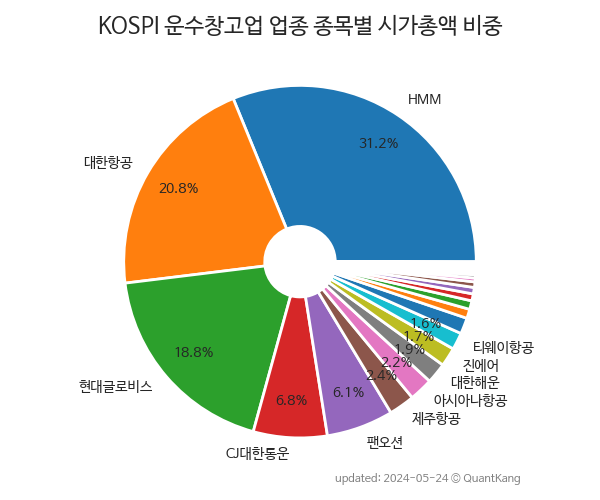 KOSPI 운수창고업 업종 종목별 시가총액 비중
HMM
31.2%
대한항공
20.8%
현대글로비스
18.8%
CJ대한통운
6.8%
팬오션
6.1%
제주항공
2.4%
아시아나항공
2.2%
대한해운
1.9%
진에어
1.7%
티웨이항공
1.6%
updated: 2024-05-24 © QuantKang